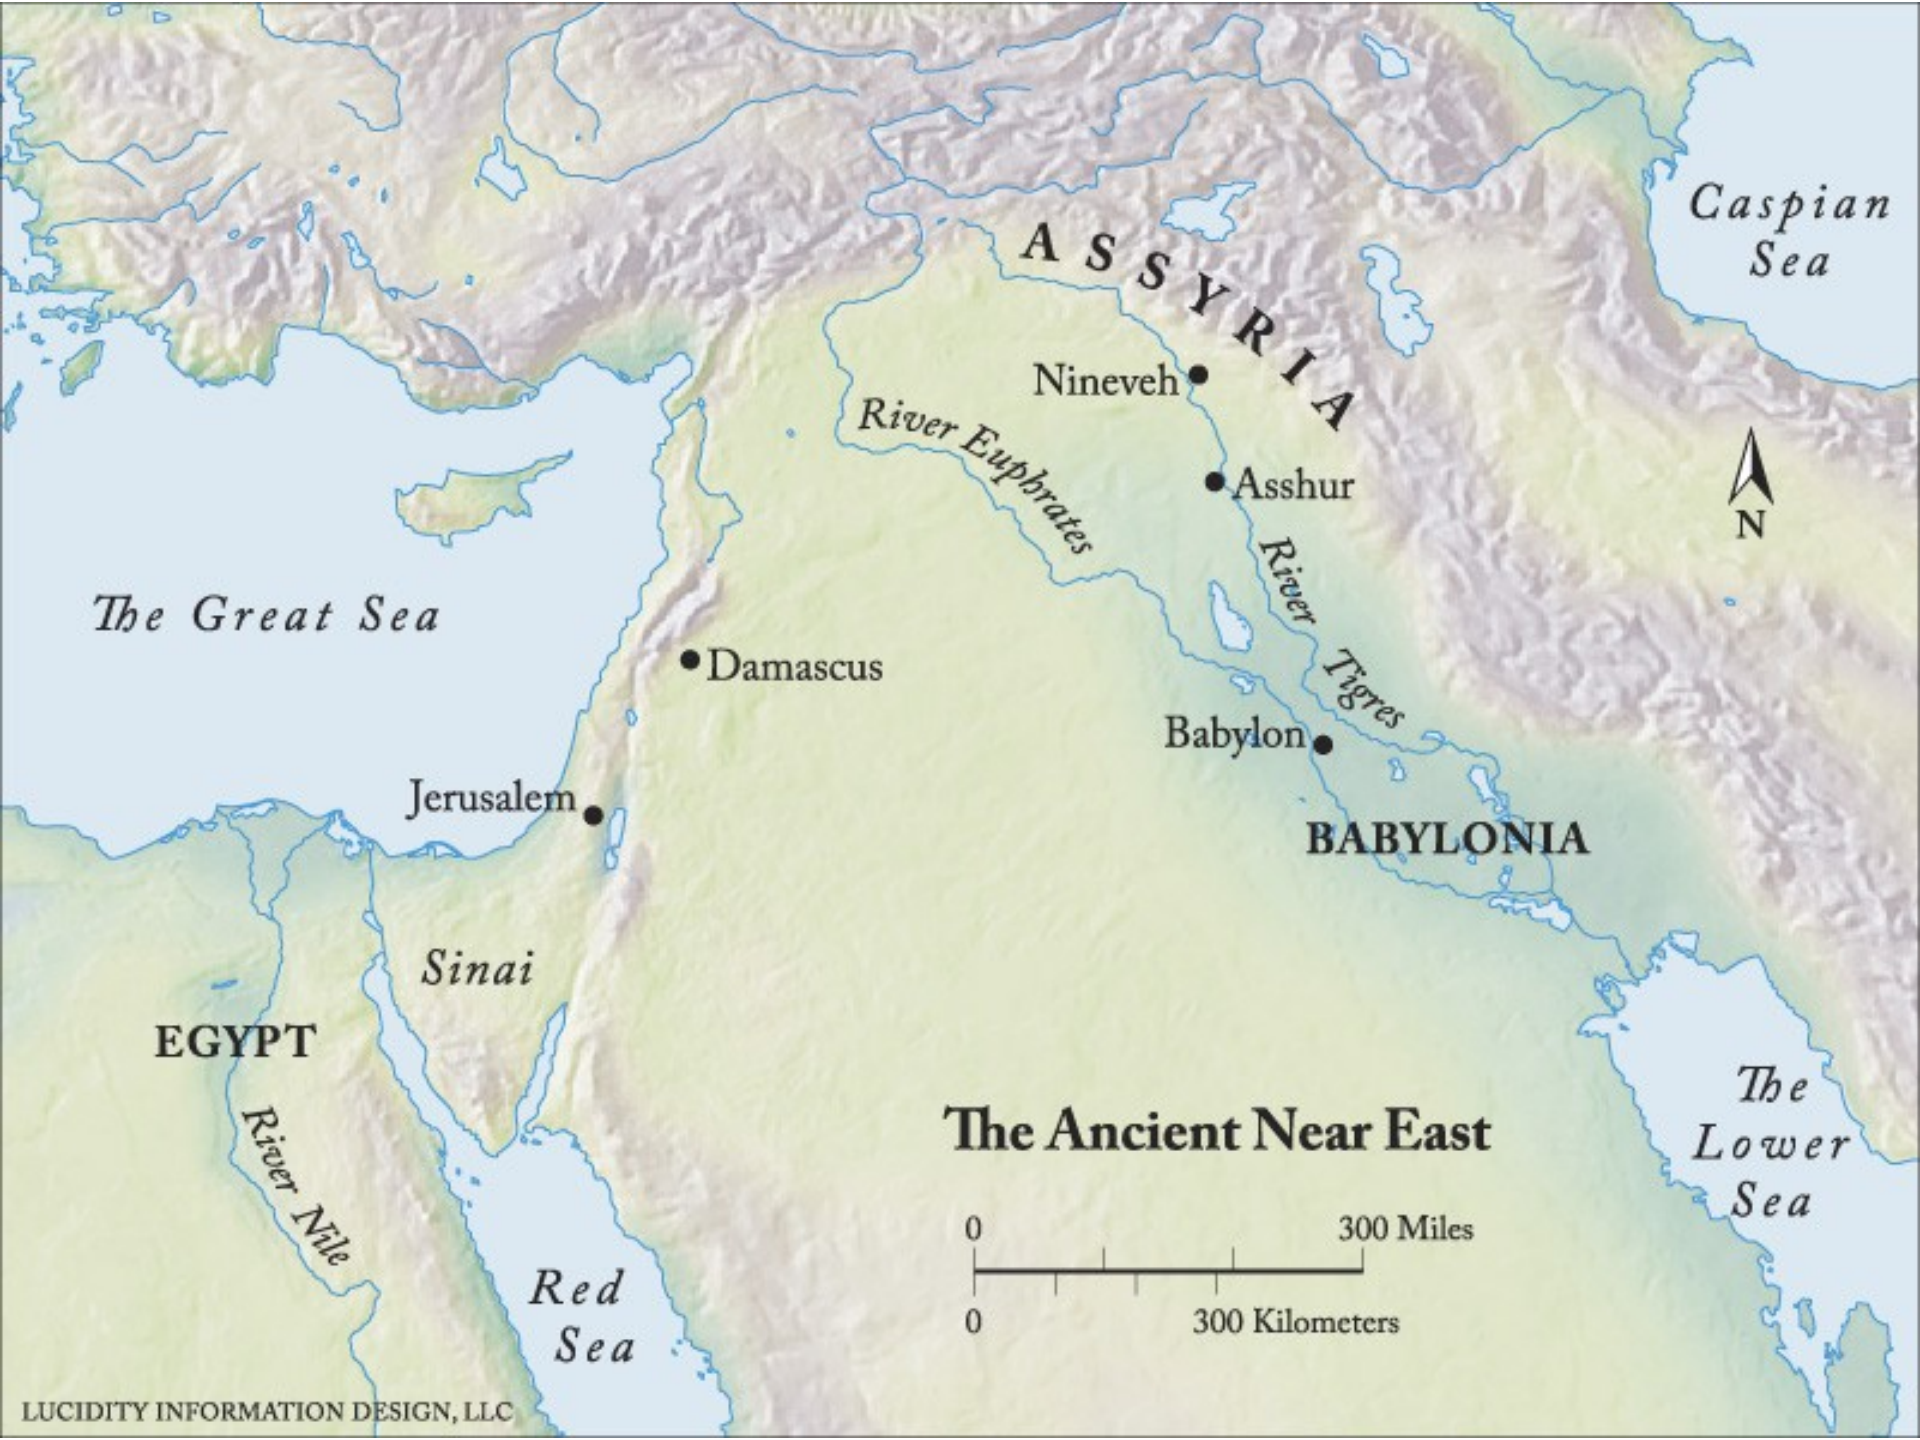 Caspian
Sea
ASSYRIA
Nineveh
River Euphrates
Asshur
N
River
Tigres
The Great Sea
Damascus
Babylon
Jerusalem
BABYLONIA
Sinai
EGYPT
River Nile
The
Lower
Sea
The Ancient Near East
0 300 Miles
0 300 Kilometers
Red
Sea
LUCIDITY INFORMATION DESIGN, LLC